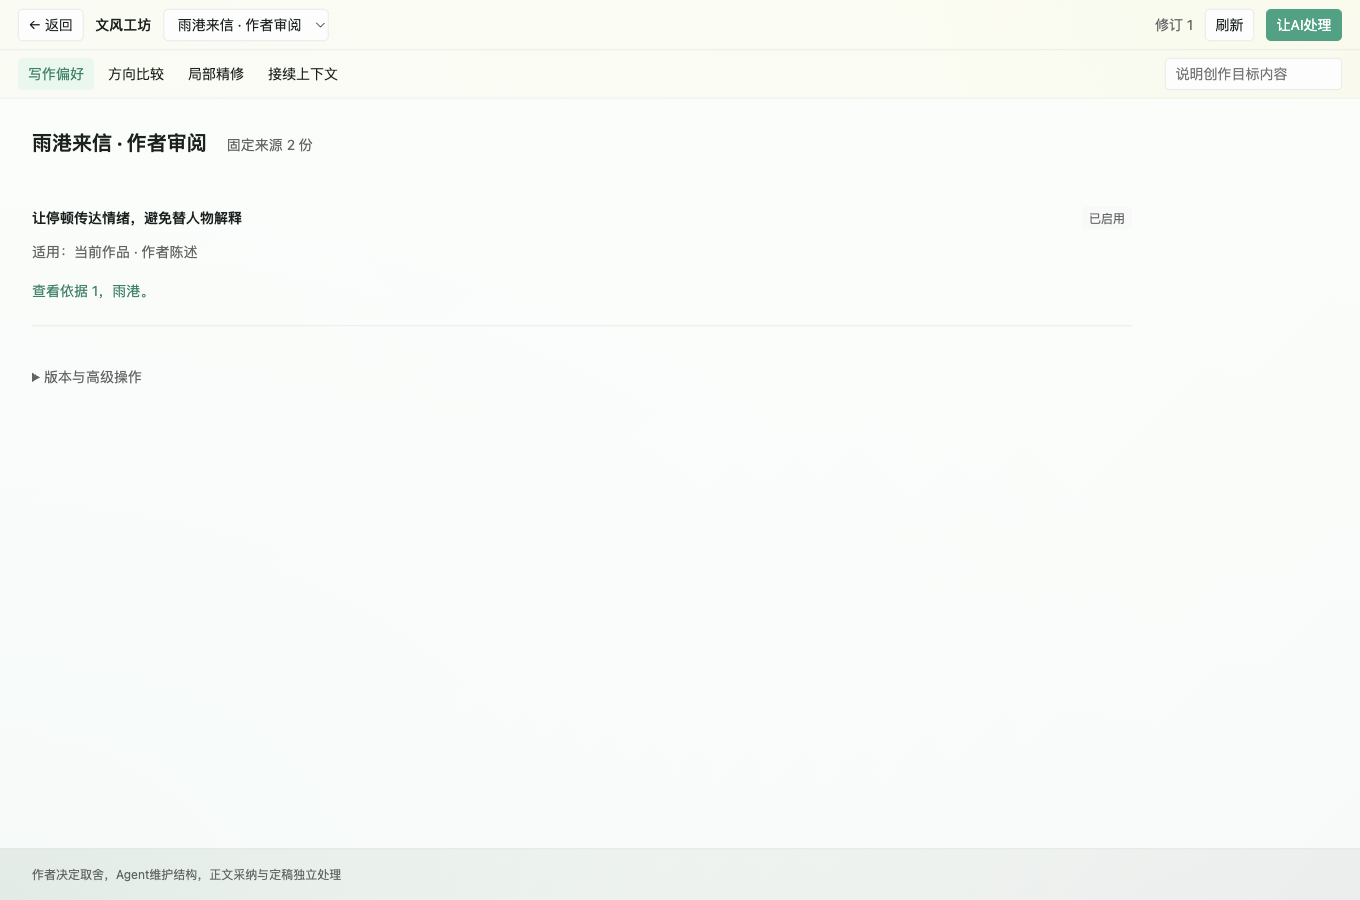 ← 返回 文风工坊 雨港来信 · 作者审阅 修订 1 刷新 让AI处理
写作偏好 方向比较 局部精修 接续上下文 说明创作目标内容
雨港来信 · 作者审阅 固定来源 2 份
让停顿传达情绪，避免替人物解释 已启用
适用：当前作品 · 作者陈述
查看依据 1，雨港。
▶ 版本与高级操作
作者决定取舍，Agent维护结构，正文采纳与定稿独立处理